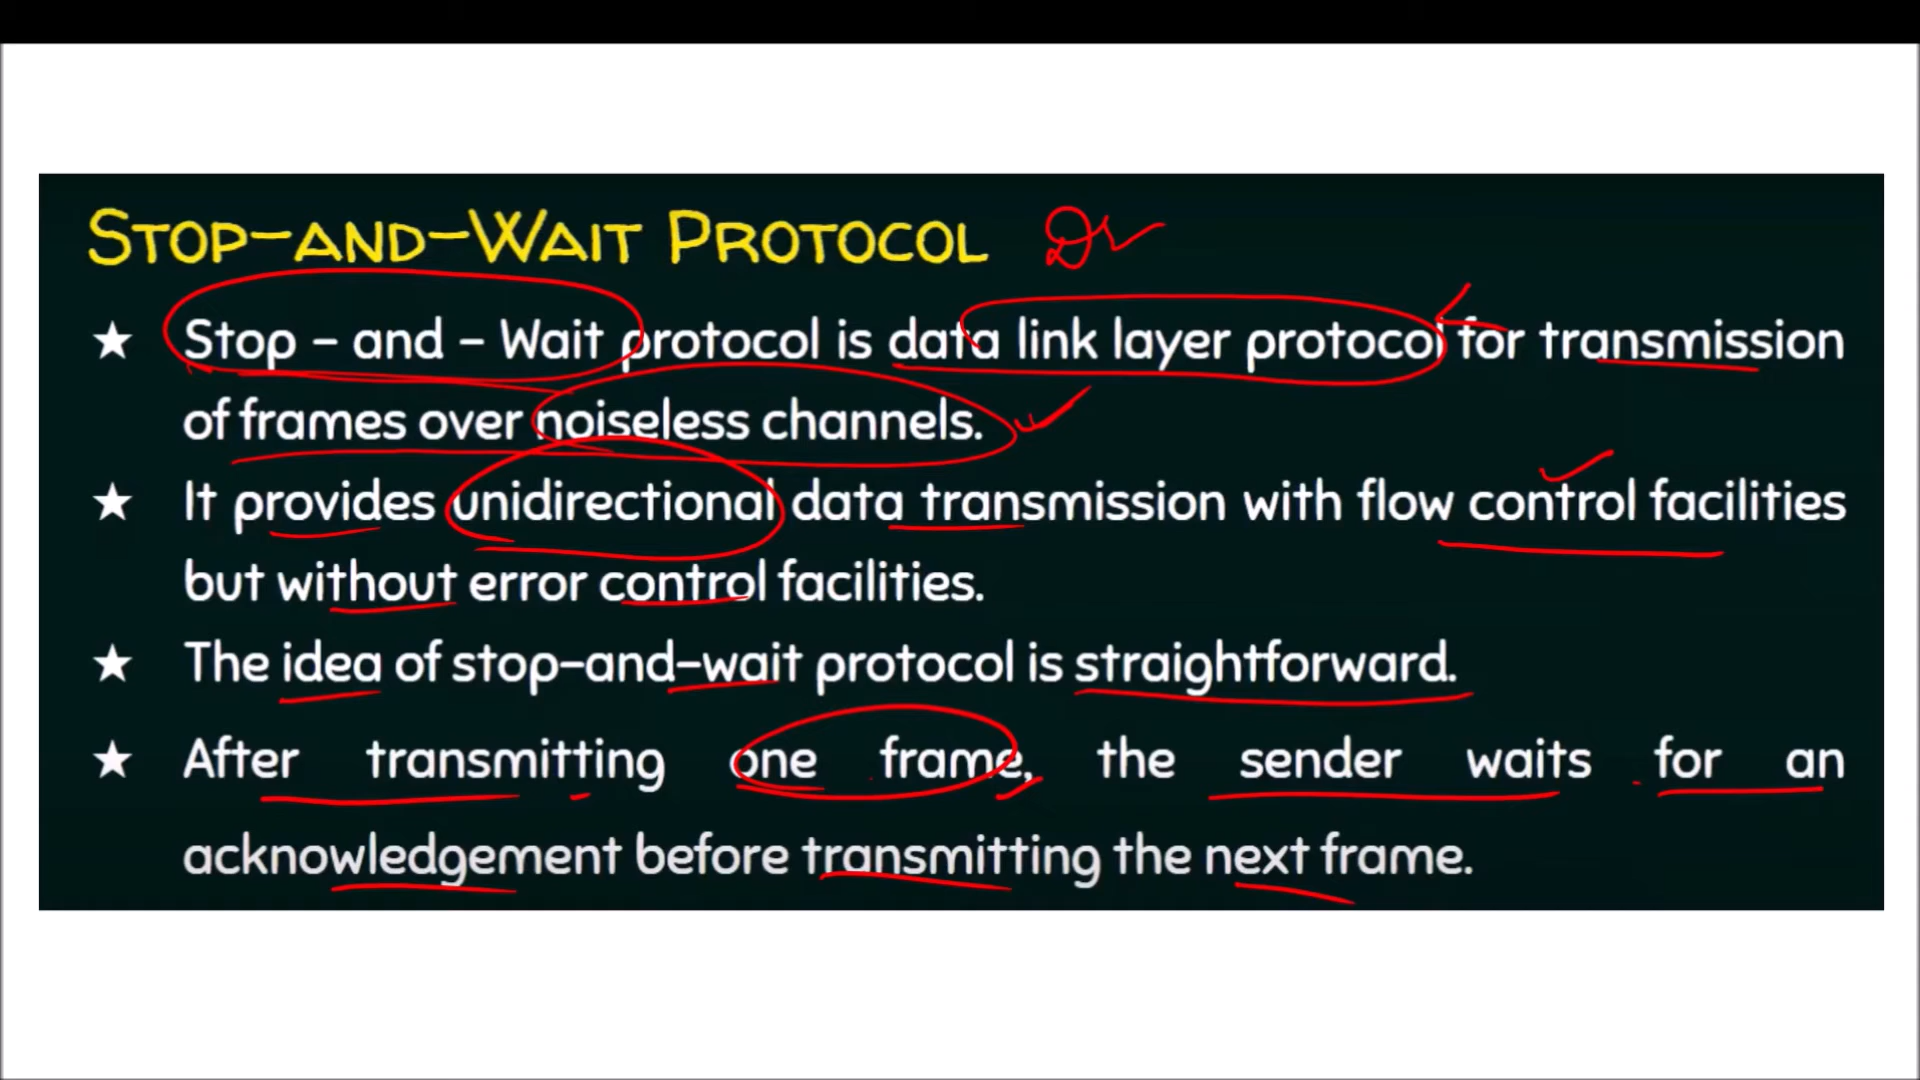 STOP-AND-WAIT PROTOCOL
★ Stop - and - Wait protocol is data link layer protocol for transmission
of frames over noiseless channels.
★ It provides unidirectional data transmission with flow control facilities
but without error control facilities.
★ The idea of stop-and-wait protocol is straightforward.
★ After transmitting one frame, the sender waits for an
acknowledgement before transmitting the next frame.